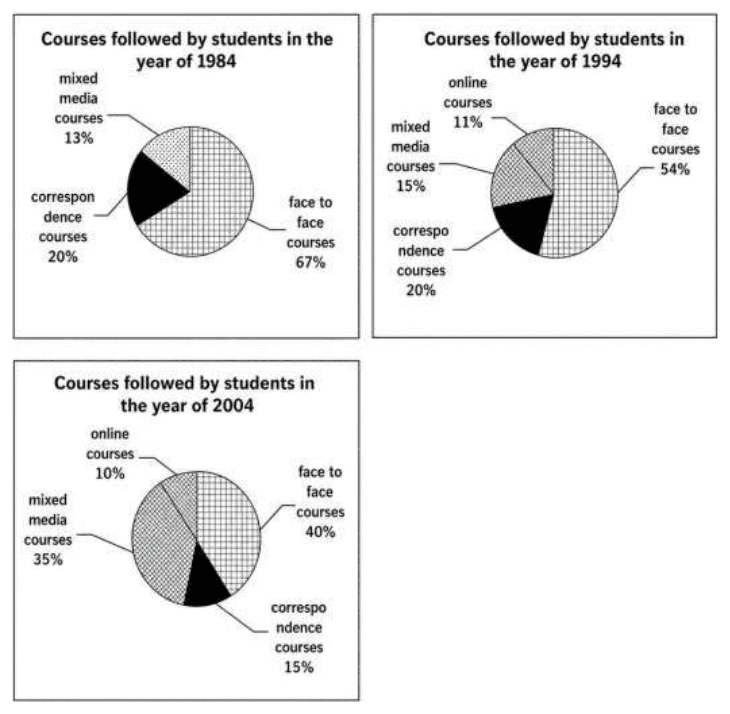 Courses followed by students in the
year of 1984
mixed
media
courses
13%
correspon
dence
courses
20%
face to
face
courses
67%
Courses followed by students in
the year of 1994
online
courses
11%
mixed
media
courses
15%
face to
face
courses
54%
correspo
ndence
courses
20%
Courses followed by students in
the year of 2004
online
courses
10%
mixed
media
courses
35%
face to
face
courses
40%
correspo
ndence
courses
15%